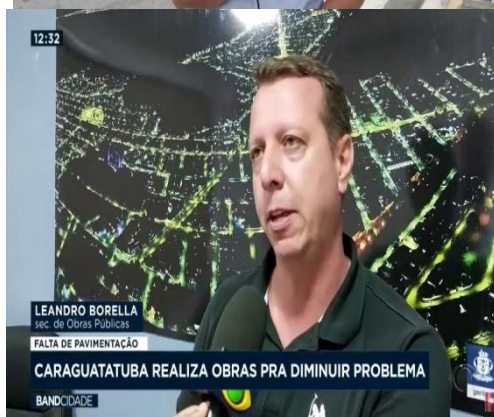 12:32
LEANDRO BORELLA
sec. de Obras Públicas
FALTA DE PAVIMENTAÇÃO
CARAGUATATUBA REALIZA OBRAS PRA DIMINUIR PROBLEMA
BANDCIDADE